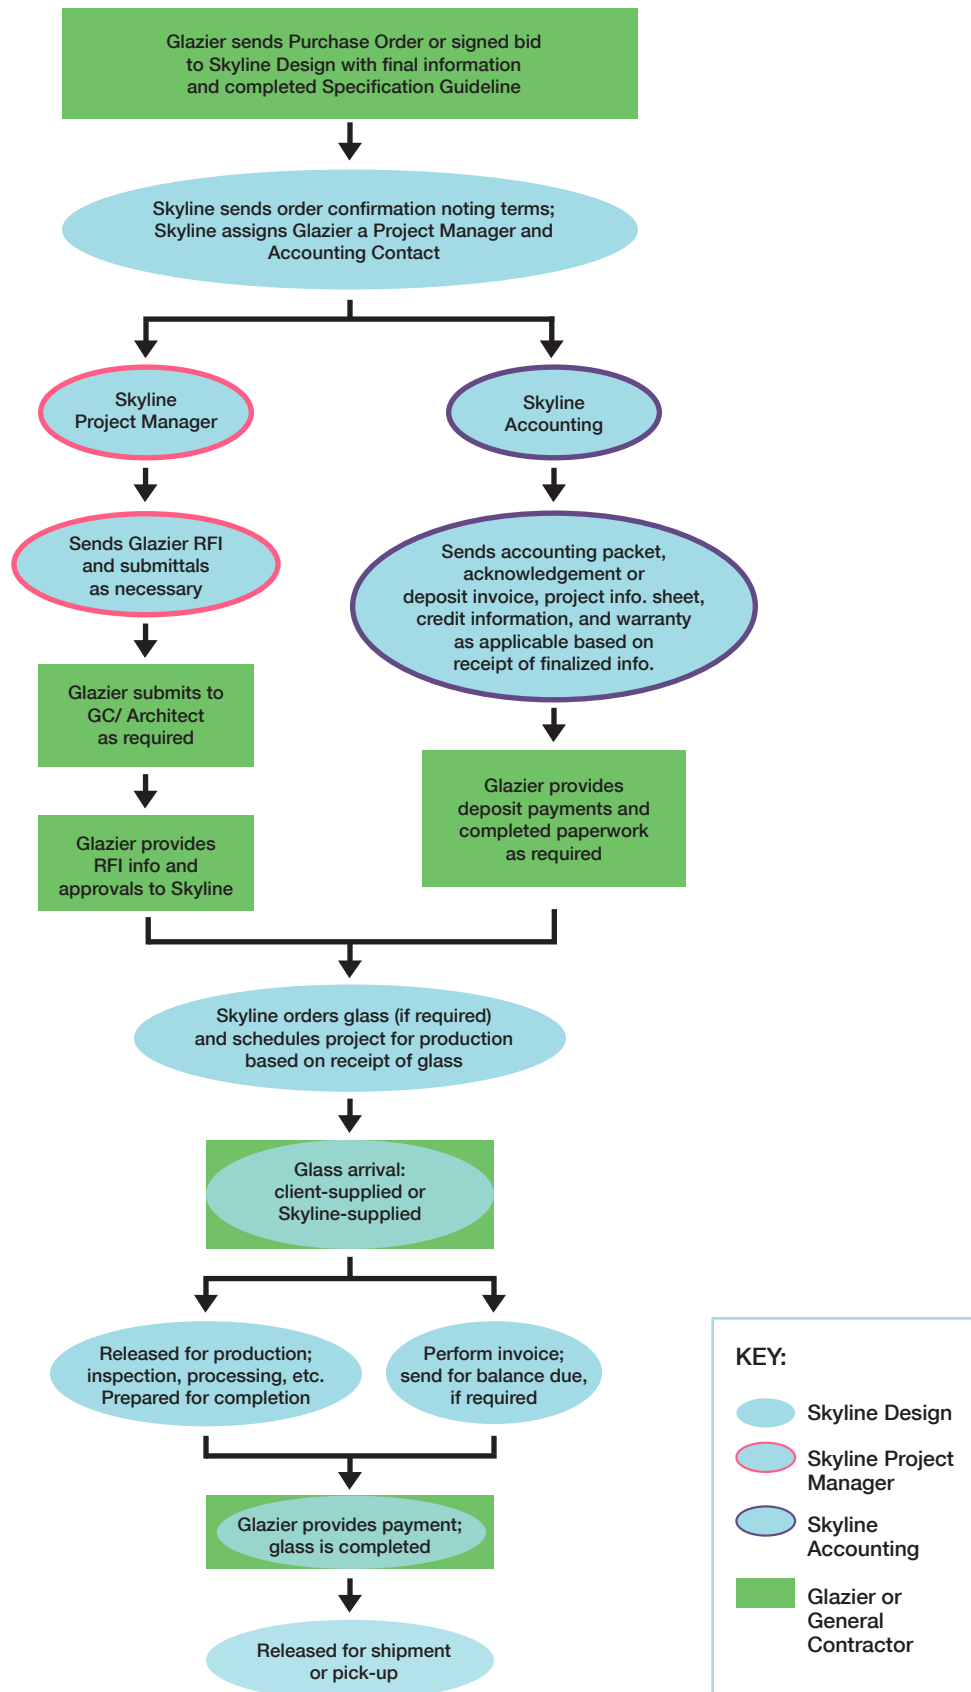 Glazier sends Purchase Order or signed bid
to Skyline Design with final information
and completed Specification Guideline
Skyline sends order confirmation noting terms;
Skyline assigns Glazier a Project Manager and
Accounting Contact
Skyline
Project Manager
Skyline
Accounting
Sends Glazier RFI
and submittals
as necessary
Sends accounting packet,
acknowledgement or
deposit invoice, project info. sheet,
credit information, and warranty
as applicable based on
receipt of finalized info.
Glazier submits to
GC/ Architect
as required
Glazier provides
deposit payments and
completed paperwork
as required
Glazier provides
RFI info and
approvals to Skyline
Skyline orders glass (if required)
and schedules project for production
based on receipt of glass
Glass arrival:
client-supplied or
Skyline-supplied
Released for production;
inspection, processing, etc.
Prepared for completion
Perform invoice;
send for balance due,
if required
Glazier provides payment;
glass is completed
Released for shipment
or pick-up
KEY:
Skyline Design
Skyline Project
Manager
Skyline
Accounting
Glazier or
General
Contractor